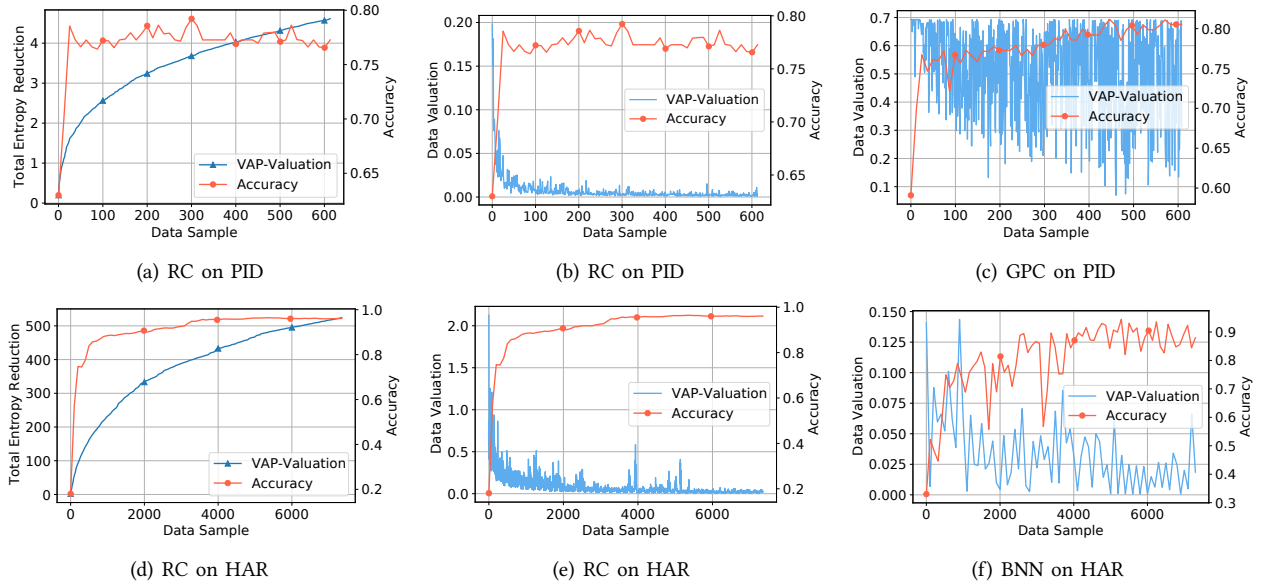 Total Entropy Reduction
4
3
2
1
0
0 100 200 300 400 500 600
Data Sample
0.80
0.75
0.70
0.65
Accuracy
VAP-Valuation
Accuracy
(a) RC on PID
Data Valuation
0.20
0.15
0.10
0.05
0.00
0 100 200 300 400 500 600
Data Sample
0.80
0.75
0.70
0.65
Accuracy
VAP-Valuation
Accuracy
(b) RC on PID
Data Valuation
0.7
0.6
0.5
0.4
0.3
0.2
0.1
0 100 200 300 400 500 600
Data Sample
0.80
0.75
0.70
0.65
0.60
Accuracy
VAP-Valuation
Accuracy
(c) GPC on PID
Total Entropy Reduction
500
400
300
200
100
0
0 2000 4000 6000
Data Sample
1.0
0.8
0.6
0.4
0.2
Accuracy
VAP-Valuation
Accuracy
(d) RC on HAR
Data Valuation
2.0
1.5
1.0
0.5
0.0
0 2000 4000 6000
Data Sample
1.0
0.8
0.6
0.4
0.2
Accuracy
VAP-Valuation
Accuracy
(e) RC on HAR
Data Valuation
0.150
0.125
0.100
0.075
0.050
0.025
0.000
0 2000 4000 6000
Data Sample
0.9
0.8
0.7
0.6
0.5
0.4
0.3
Accuracy
VAP-Valuation
Accuracy
(f) BNN on HAR